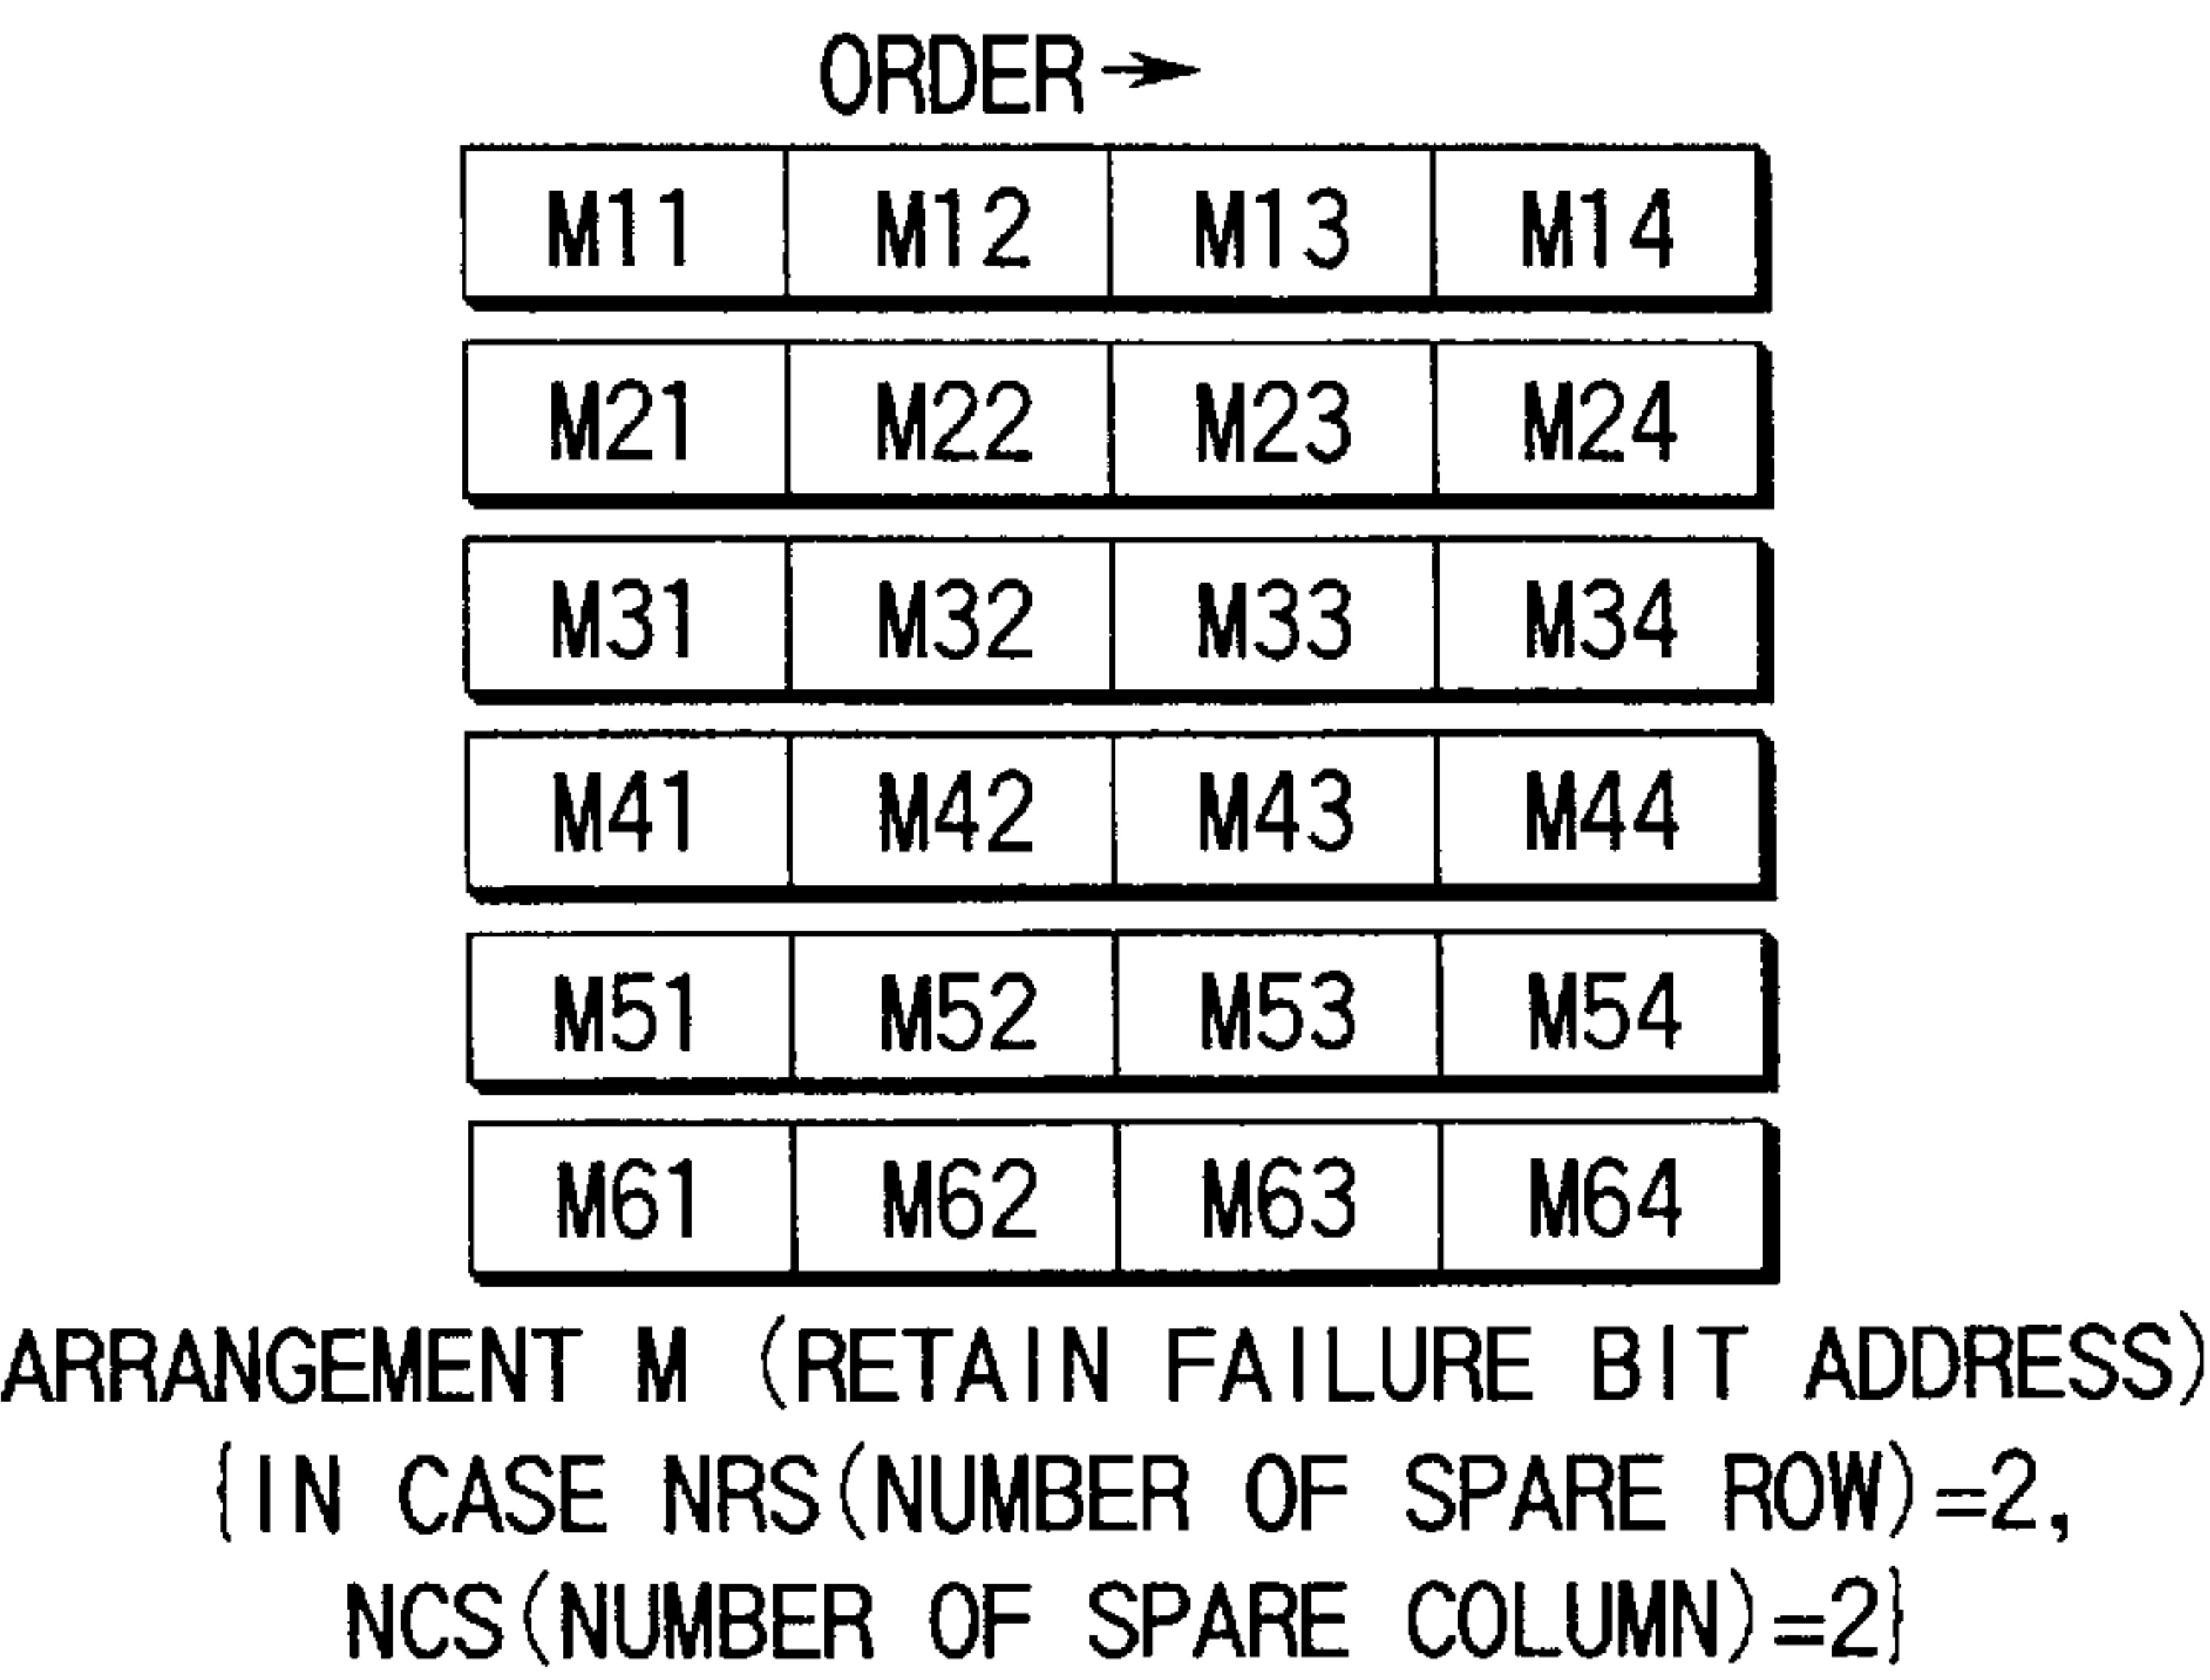 ORDER→
M11 M12 M13 M14
M21 M22 M23 M24
M31 M32 M33 M34
M41 M42 M43 M44
M51 M52 M53 M54
M61 M62 M63 M64
ARRANGEMENT M (RETAIN FAILURE BIT ADDRESS)
{IN CASE NRS(NUMBER OF SPARE ROW)=2,
NCS(NUMBER OF SPARE COLUMN)=2}